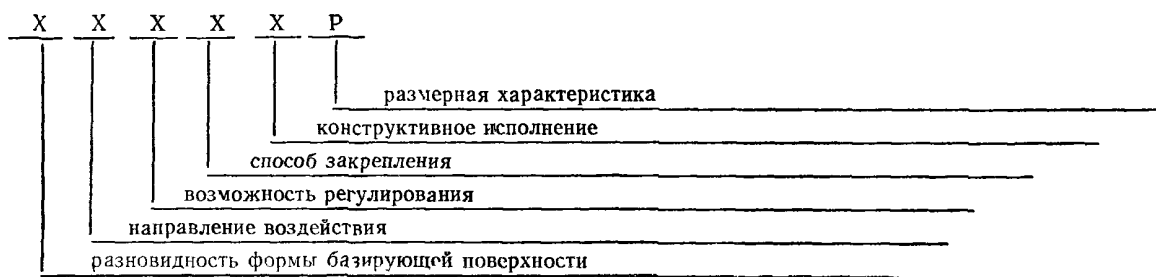 X X X X X P
размерная характеристика
конструктивное исполнение
способ закрепления
возможность регулирования
направление воздействия
разновидность формы базирующей поверхности